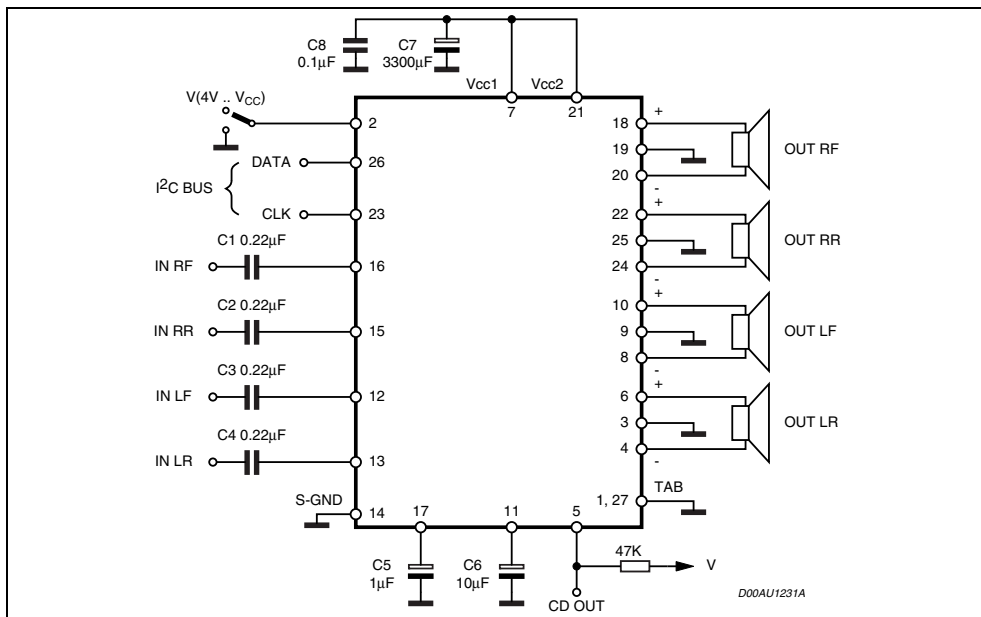 C8
0.1μF
C7
3300μF
Vcc1
Vcc2
7
21
V(4V .. VCC)
2
I2C BUS
DATA
26
CLK
23
C1 0.22μF
IN RF
16
C2 0.22μF
IN RR
15
C3 0.22μF
IN LF
12
C4 0.22μF
IN LR
13
S-GND
14
17
11
5
C5
1μF
C6
10μF
CD OUT
47K
V
18
+
19
20
-
OUT RF
22
+
25
24
-
OUT RR
10
+
9
8
-
OUT LF
6
+
3
4
-
OUT LR
1, 27
TAB
D00AU1231A